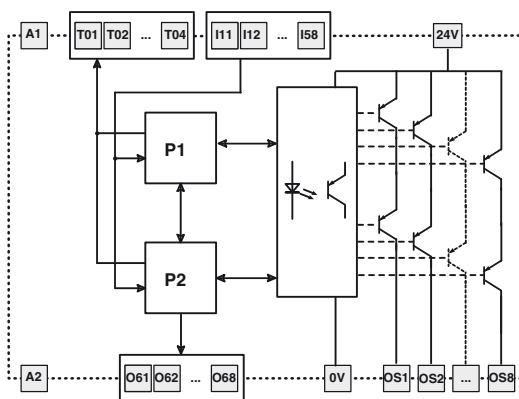 A1 T01 T02 ... T04 I11 I12 ... I58 24V
P1
P2
A2 O61 O62 ... O68 0V OS1 OS2 ... OS8